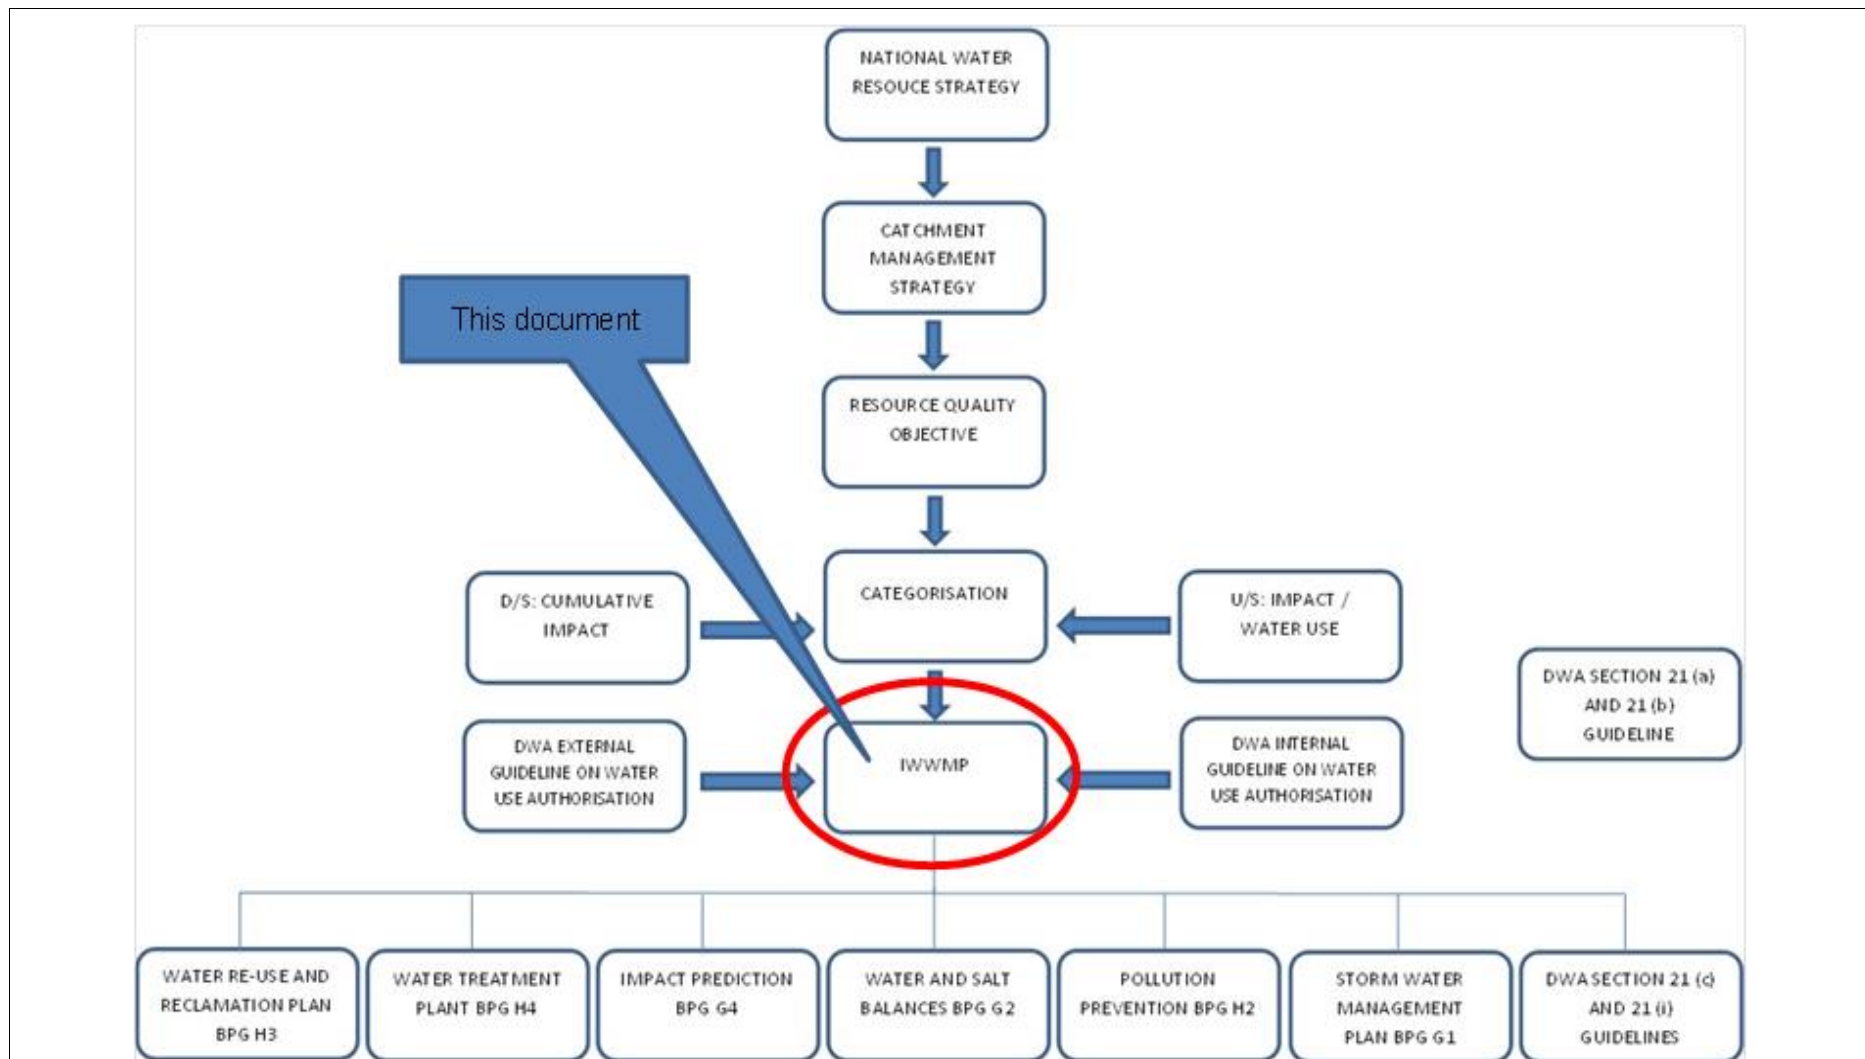 NATIONAL WATER
RESOUCE STRATEGY
CATCHMENT
MANAGEMENT
STRATEGY
This document
RESOURCE QUALITY
OBJECTIVE
D/S: CUMULATIVE
IMPACT
CATEGORISATION
U/S: IMPACT /
WATER USE
DWA SECTION 21 (a)
AND 21 (b)
GUIDELINE
DWA EXTERNAL
GUIDELINE ON WATER
USE AUTHORISATION
IWWMP
DWA INTERNAL
GUIDELINE ON WATER
USE AUTHORISATION
WATER RE-USE AND
RECLAMATION PLAN
BPG H3
WATER TREATMENT
PLANT BPG H4
IMPACT PREDICTION
BPG G4
WATER AND SALT
BALANCES BPG G2
POLLUTION
PREVENTION BPG H2
STORM WATER
MANAGEMENT
PLAN BPG G1
DWA SECTION 21 (c)
AND 21 (i)
GUIDELINES